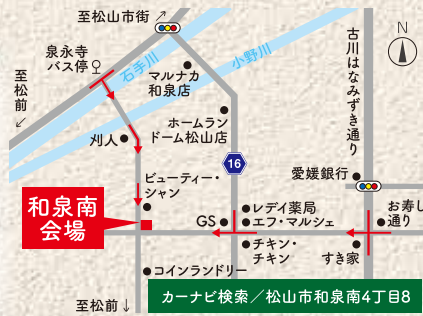 至松山市街↗
N
泉永寺
バス停
石手川
小野川
マルナカ
和泉店
古川はなみずき通り
至松前↙
ホームラン
ドーム松山店
刈人
16
愛媛銀行
ビューティー・
シャン
和泉南
会場
GS
レディ薬局
エフ・マルシェ
お寿し
通り
チキン・
チキン
すき家
コインランドリー
至松前↓
カーナビ検索／松山市和泉南4丁目8